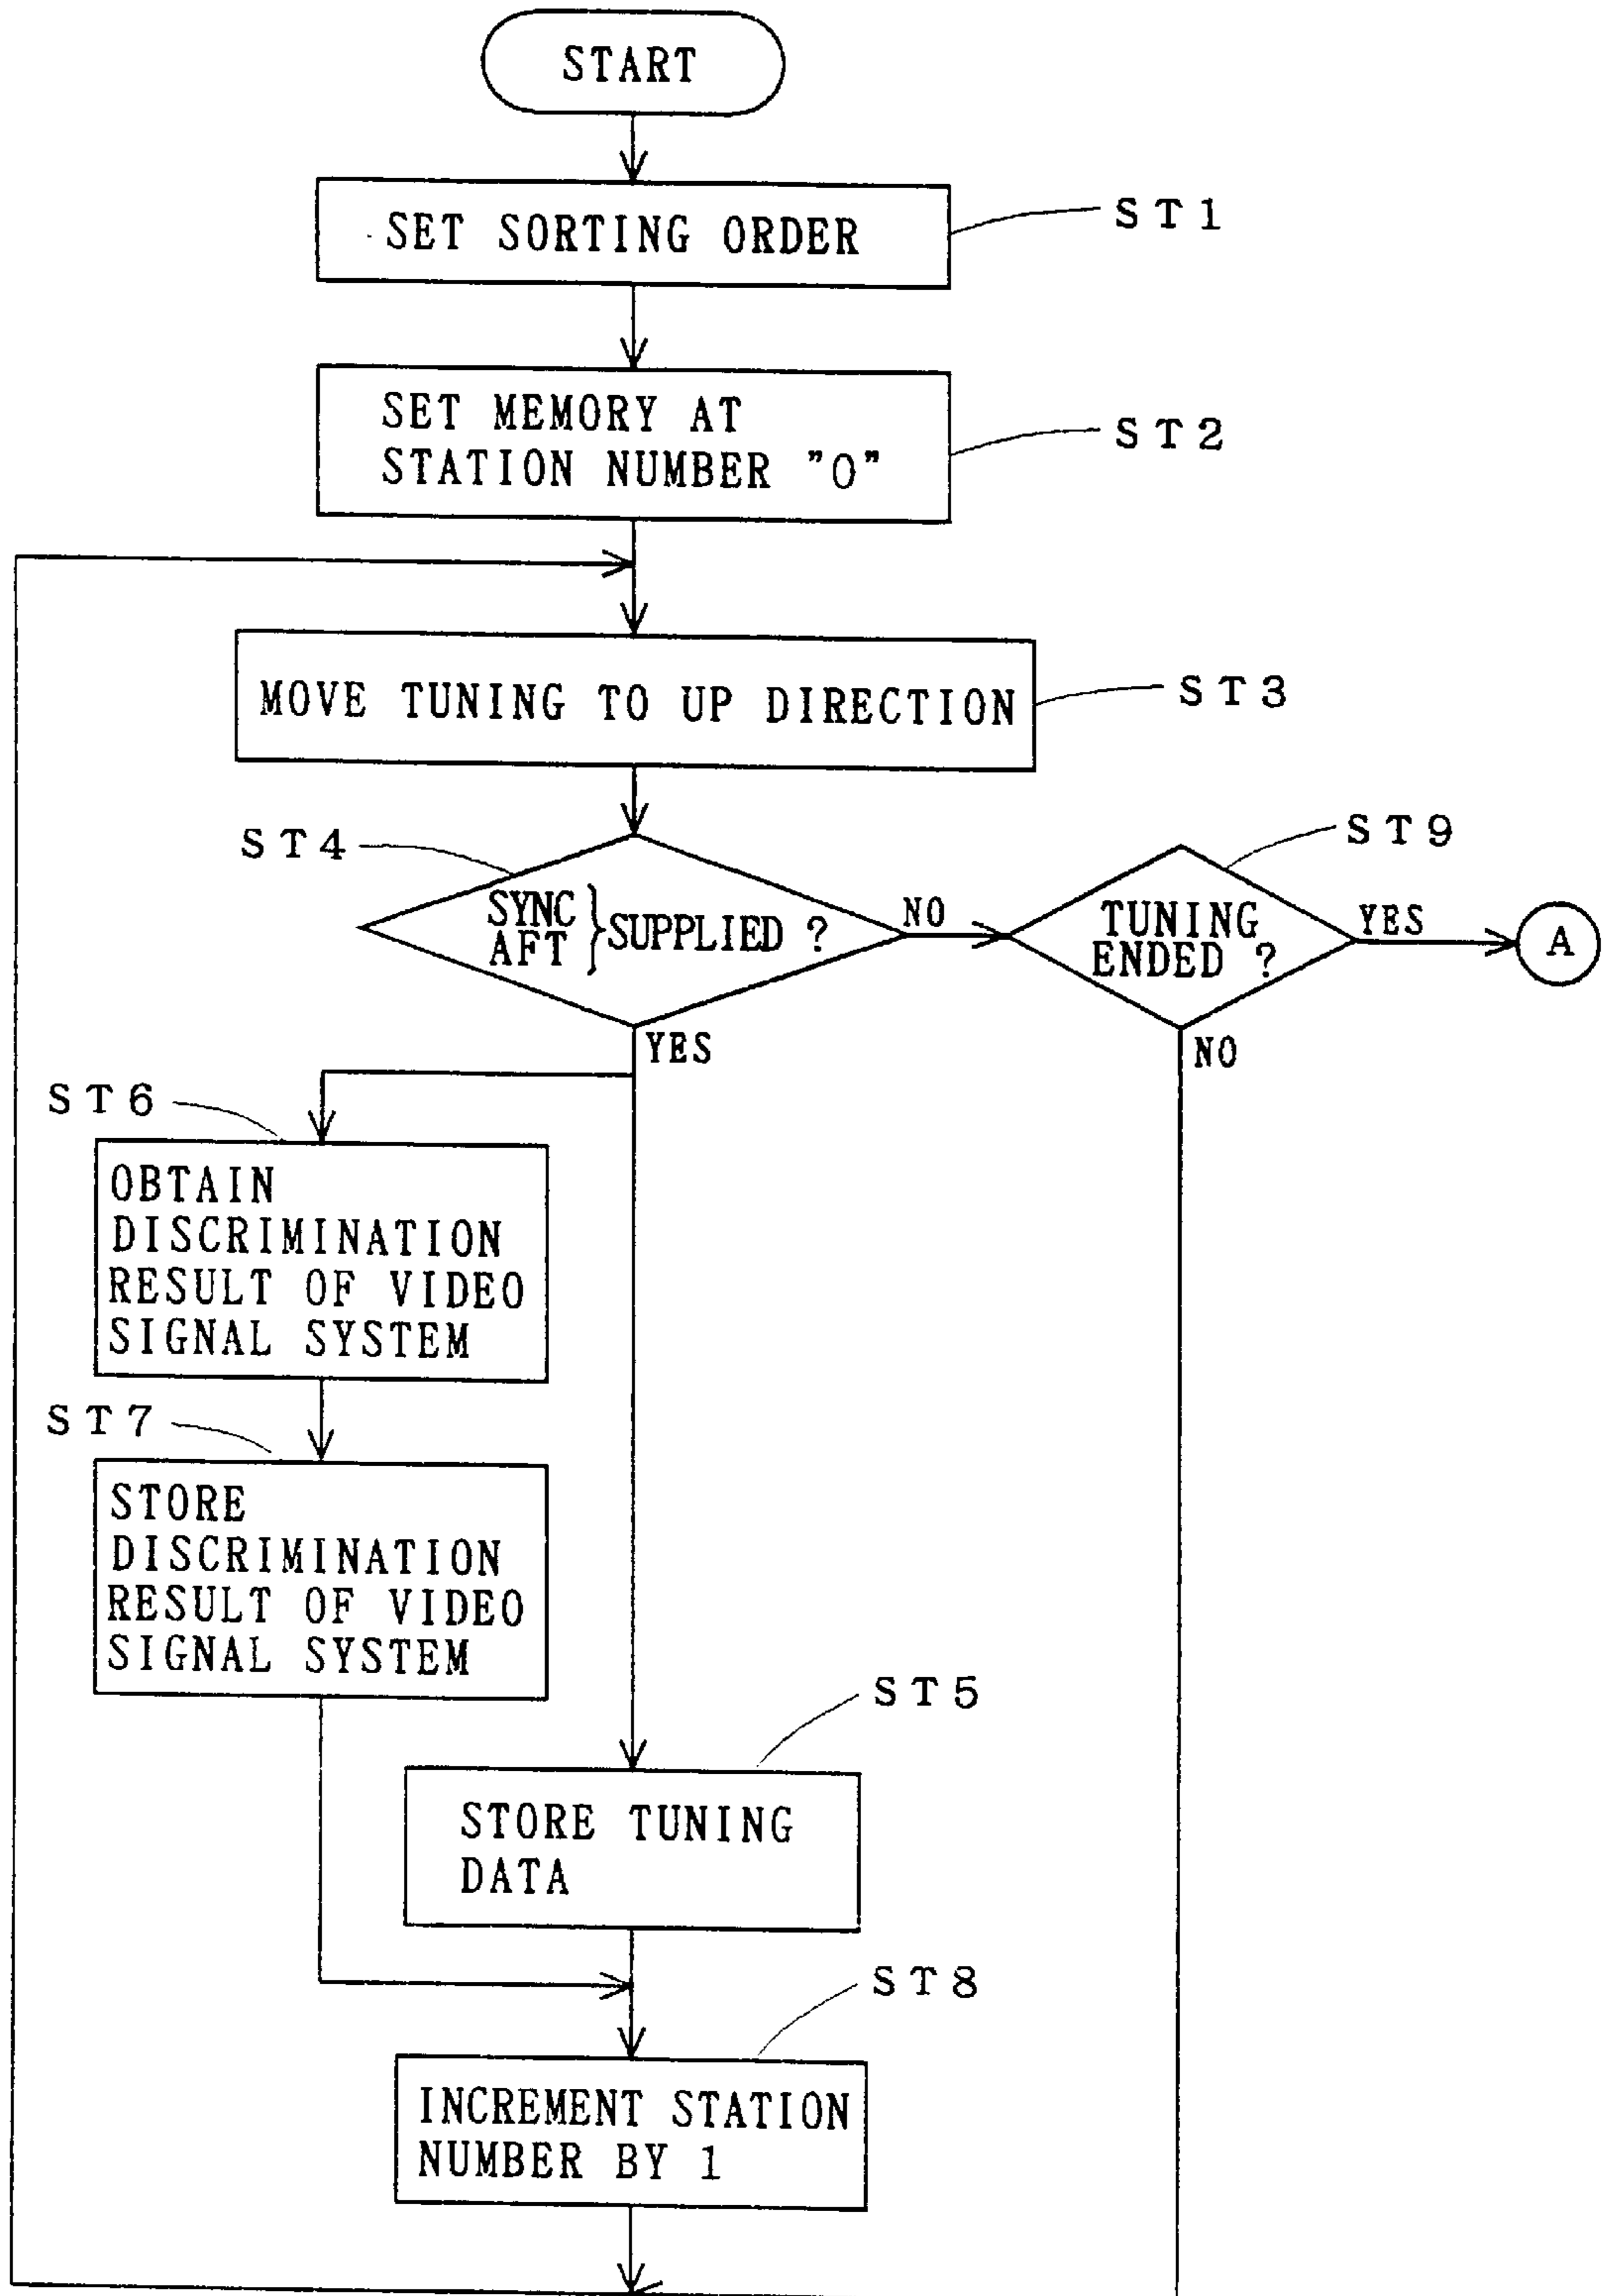 START
SET SORTING ORDER
ST1
SET MEMORY AT
STATION NUMBER "0"
ST2
MOVE TUNING TO UP DIRECTION
ST3
ST4
SYNC
AFT
}SUPPLIED ?
NO
ST9
TUNING
ENDED ?
YES
A
YES
NO
ST6
OBTAIN
DISCRIMINATION
RESULT OF VIDEO
SIGNAL SYSTEM
ST7
STORE
DISCRIMINATION
RESULT OF VIDEO
SIGNAL SYSTEM
ST5
STORE TUNING
DATA
ST8
INCREMENT STATION
NUMBER BY 1